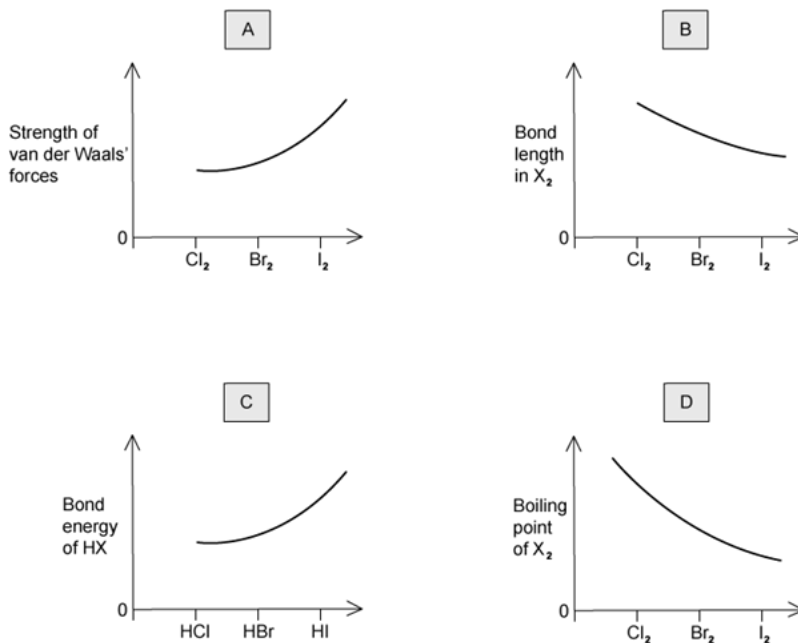 A
Strength of
van der Waals'
forces
0
Cl₂ Br₂ I₂
B
Bond
length
in X₂
0
Cl₂ Br₂ I₂
C
Bond
energy
of HX
0
HCl HBr HI
D
Boiling
point
of X₂
0
Cl₂ Br₂ I₂